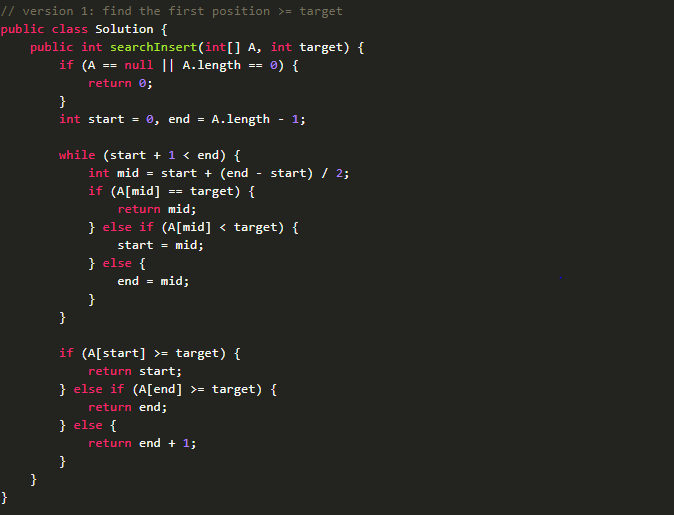 // version 1: find the first position >= target
public class Solution {
    public int searchInsert(int[] A, int target) {
        if (A == null || A.length == 0) {
            return 0;
        }
        int start = 0, end = A.length - 1;

        while (start + 1 < end) {
            int mid = start + (end - start) / 2;
            if (A[mid] == target) {
                return mid;
            } else if (A[mid] < target) {
                start = mid;
            } else {
                end = mid;
            }
        }

        if (A[start] >= target) {
            return start;
        } else if (A[end] >= target) {
            return end;
        } else {
            return end + 1;
        }
    }
}